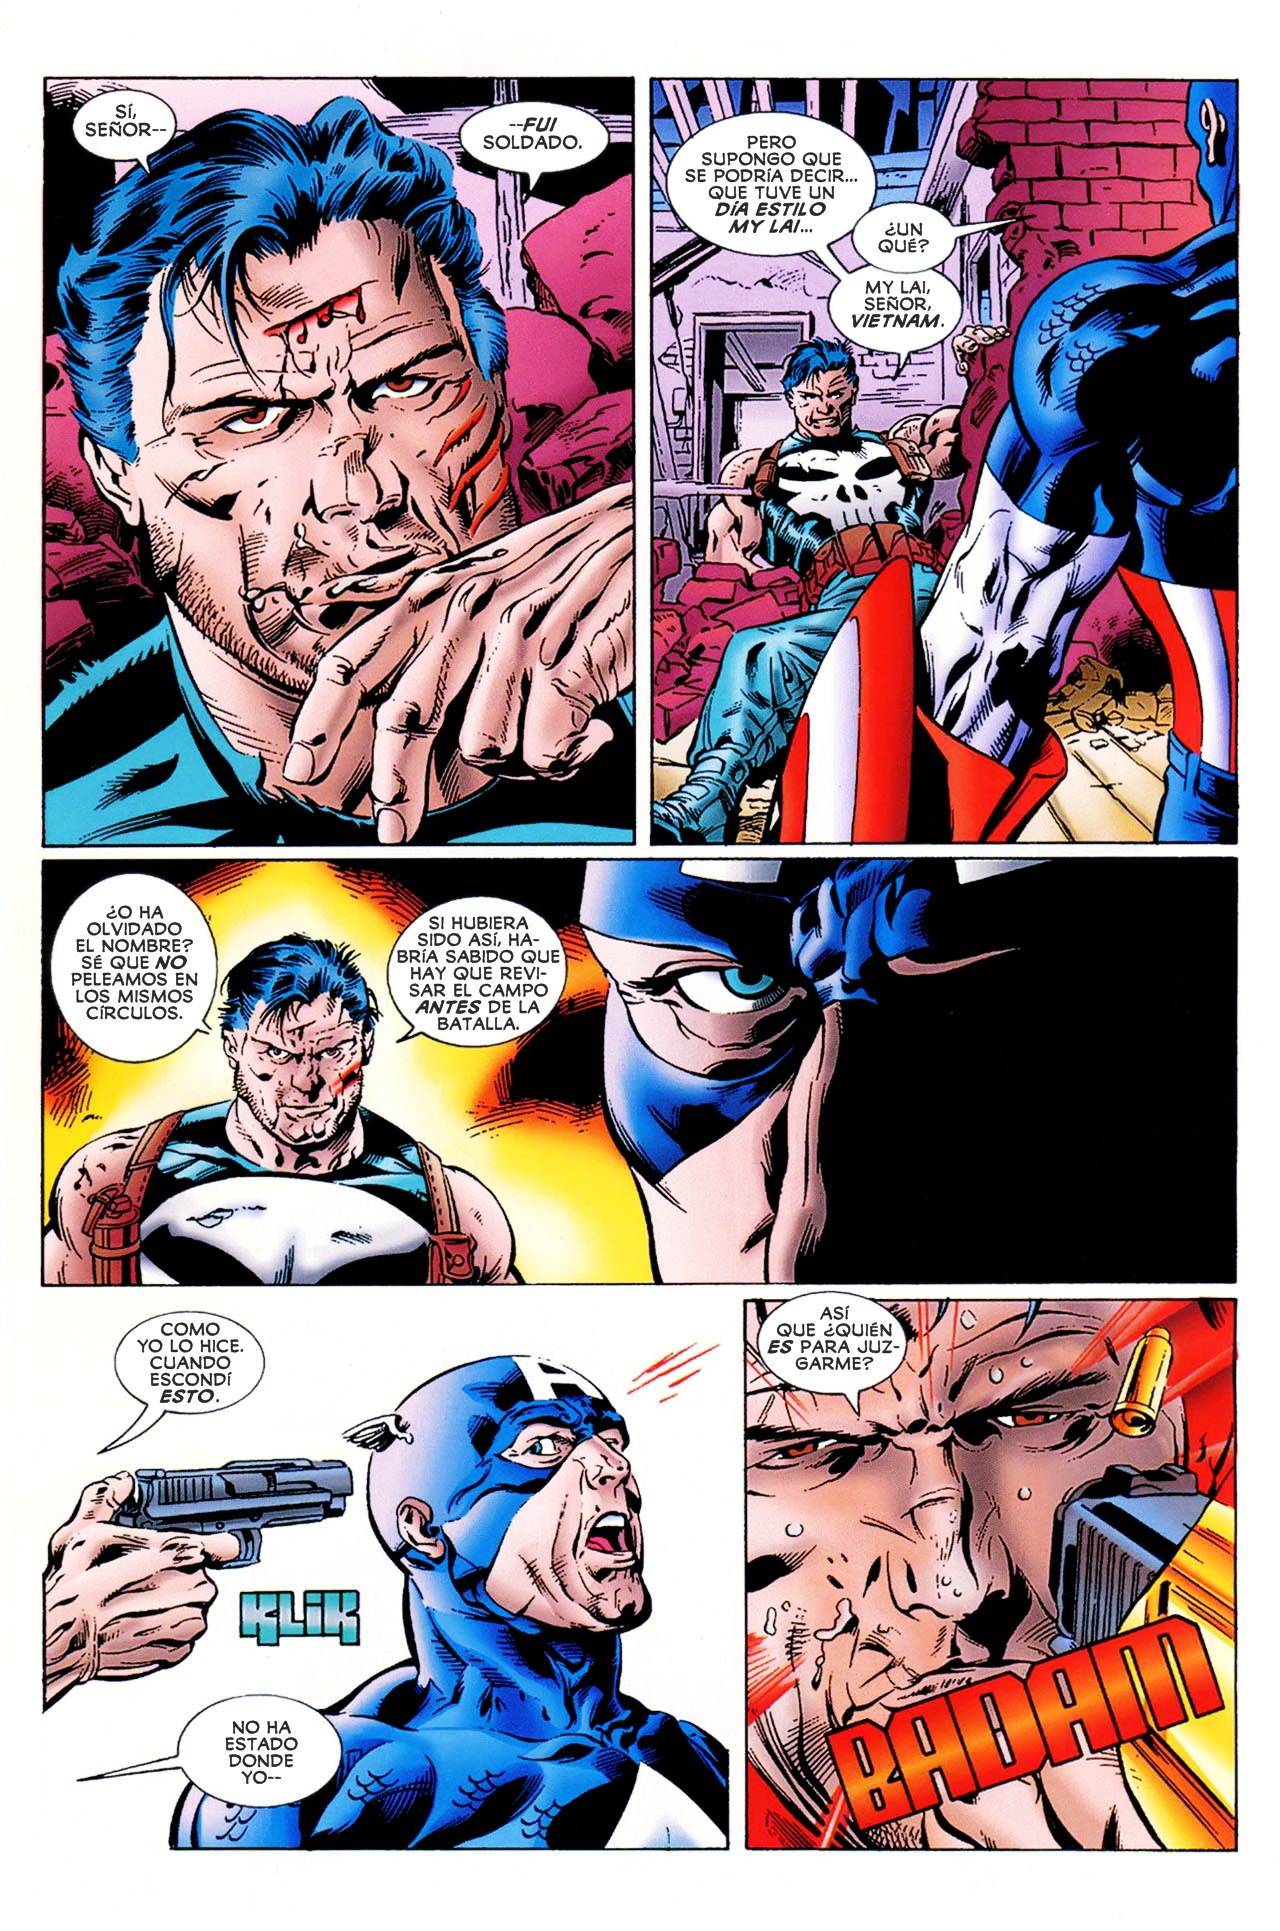 SÍ,
SEÑOR--
--FUI
SOLDADO.
PERO
SUPONGO QUE
SE PODRÍA DECIR...
QUE TUVE UN
DÍA ESTILO
MY LAI...
¿UN
QUÉ?
MY LAI,
SEÑOR,
VIETNAM.
¿O HA
OLVIDADO
EL NOMBRE?
SÉ QUE NO
PELEAMOS EN
LOS MISMOS
CÍRCULOS.
SI HUBIERA
SIDO ASÍ, HA-
BRÍA SABIDO QUE
HAY QUE REVI-
SAR EL CAMPO
ANTES DE LA
BATALLA.
COMO
YO LO HICE.
CUANDO
ESCONDÍ
ESTO.
KLIK
NO HA
ESTADO
DONDE
YO--
ASÍ
QUE ¿QUIÉN
ES PARA JUZ-
GARME?
BADAM